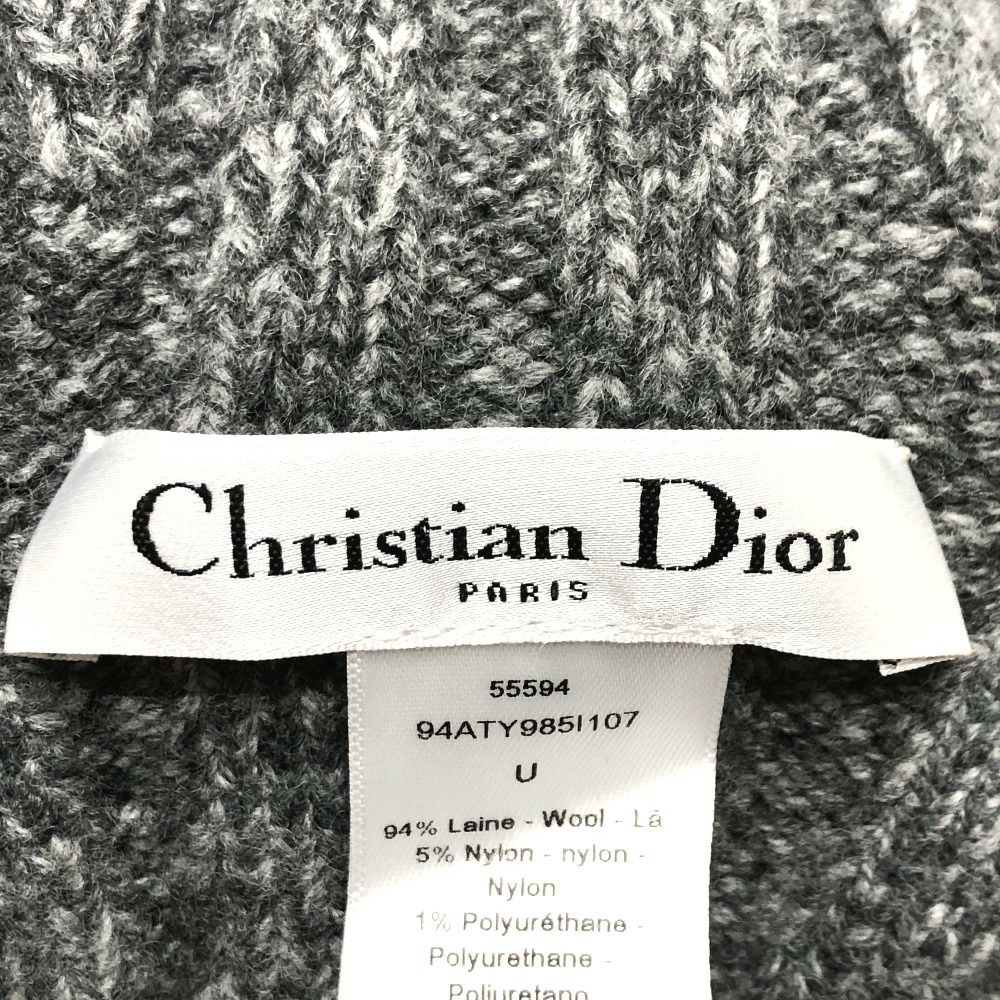 Christian Dior
PARIS
55594
94ATY985I107
U
94% Laine - Wool - Lã
5% Nylon - nylon -
Nylon
1% Polyuréthane -
Polyurethane -
Poliuretano